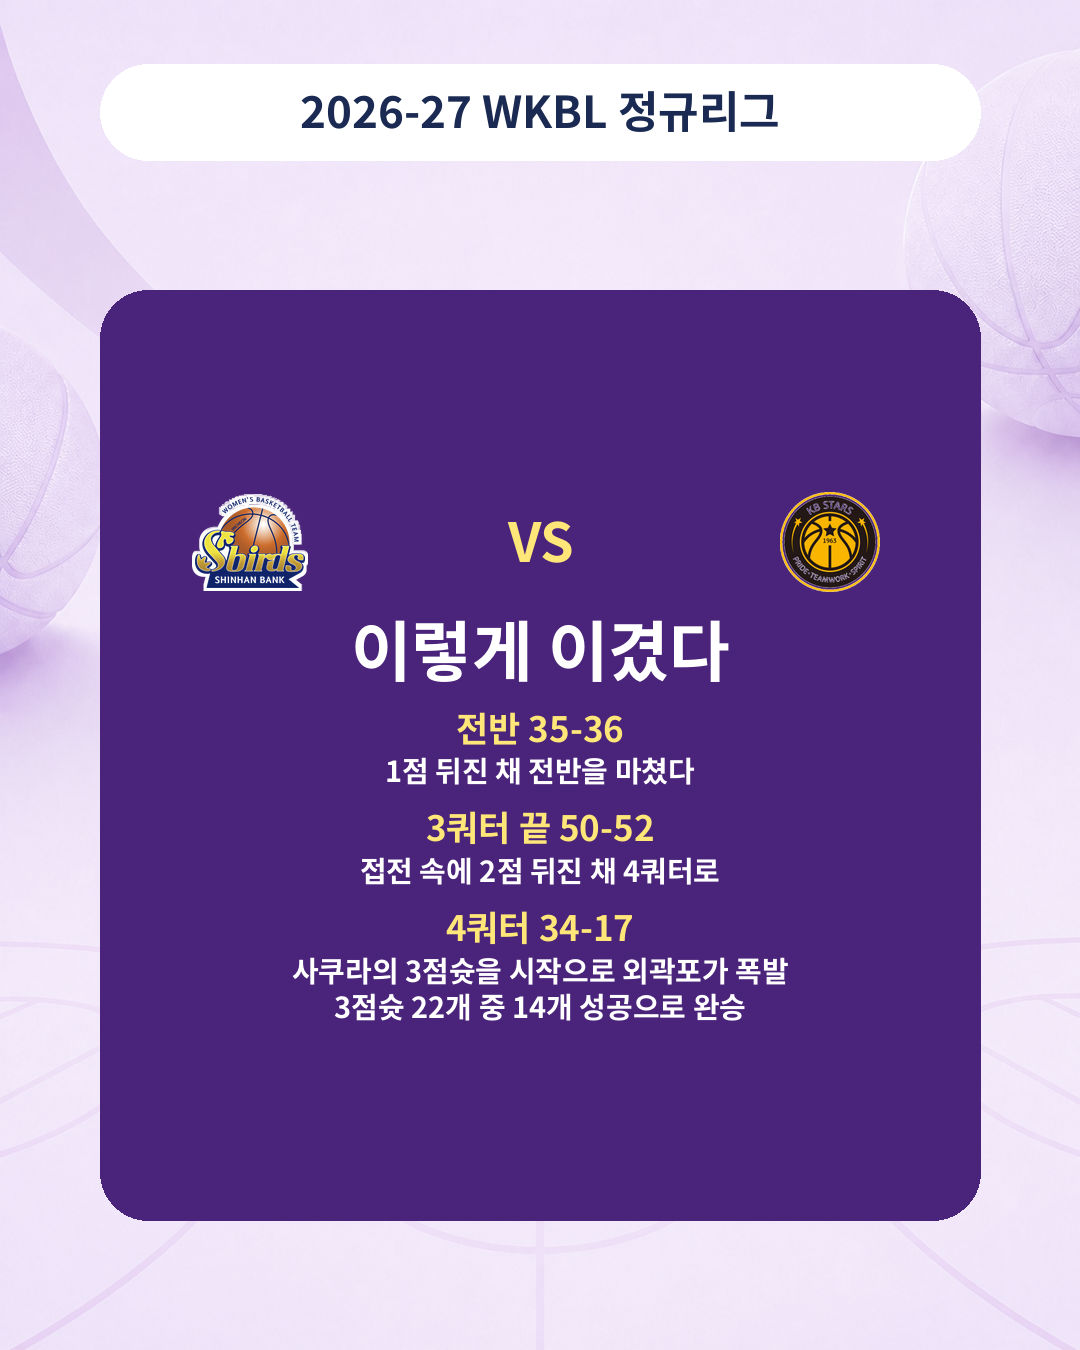 2026-27 WKBL 정규리그
WOMEN'S BASKETBALL TEAM
Sbirds
SHINHAN BANK
VS
KB STARS
1963
PRIDE·TEAMWORK·SPIRIT
이렇게 이겼다
전반 35-36
1점 뒤진 채 전반을 마쳤다
3쿼터 끝 50-52
접전 속에 2점 뒤진 채 4쿼터로
4쿼터 34-17
사쿠라의 3점슛을 시작으로 외곽포가 폭발
3점슛 22개 중 14개 성공으로 완승